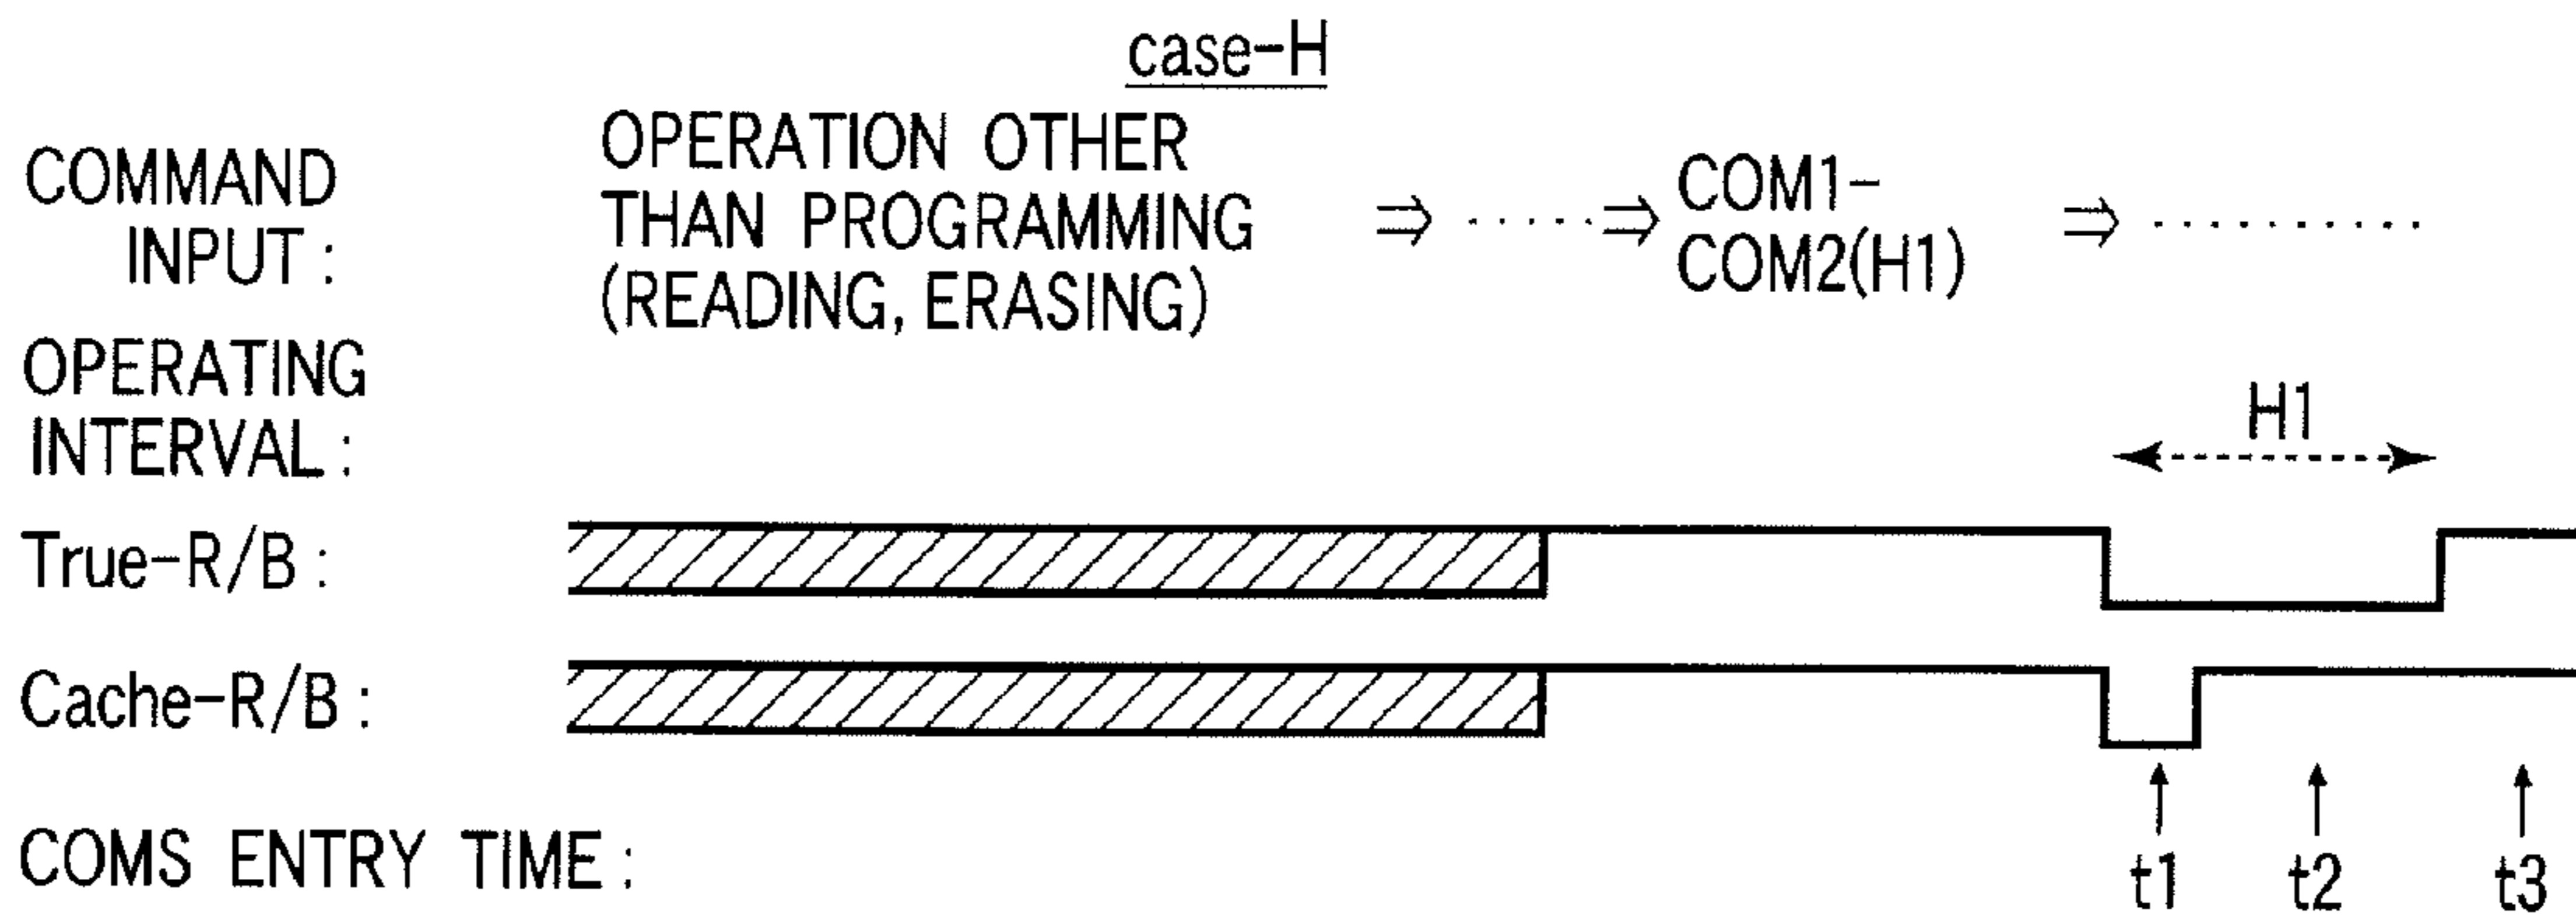 case-H
COMMAND INPUT :
OPERATION OTHER
THAN PROGRAMMING
(READING, ERASING)
⇒ ····· ⇒
COM1-
COM2(H1)
⇒ ·········
OPERATING
INTERVAL :
H1
True-R/B :
Cache-R/B :
COMS ENTRY TIME :
t1 t2 t3